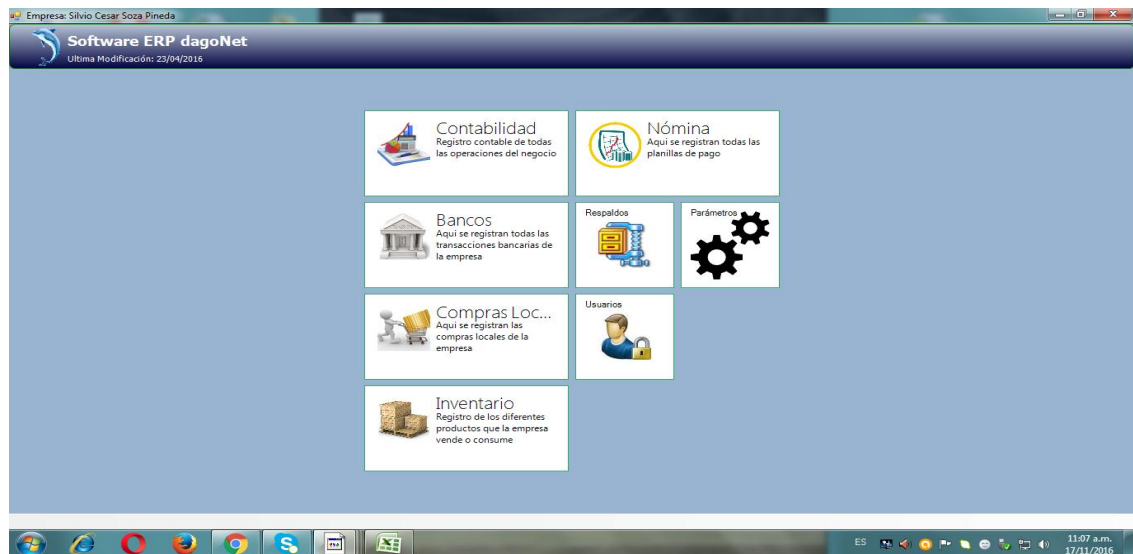 Empresa: Silvio Cesar Soza Pineda
Software ERP dagoNet
Ultima Modificación: 23/04/2016
Contabilidad
Registro contable de todas
las operaciones del negocio
Nómina
Aqui se registran todas las
planillas de pago
Bancos
Aqui se registran todas las
transacciones bancarias de
la empresa
Respaldos
Parámetros
Compras Loc...
Aqui se registran las
compras locales de la
empresa
Usuarios
Inventario
Registro de los diferentes
productos que la empresa
vende o consume
ES
11:07 a.m.
17/11/2016